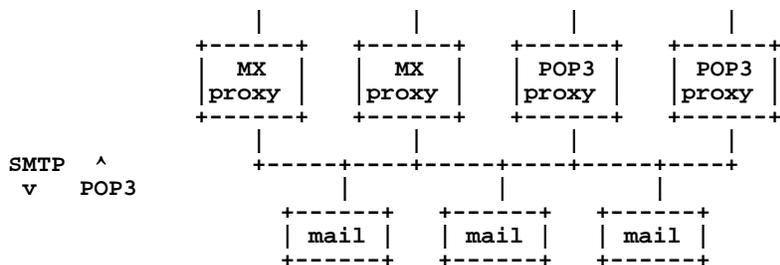 MX MX POP3 POP3
proxy proxy proxy proxy
SMTP ^
v POP3
mail mail mail